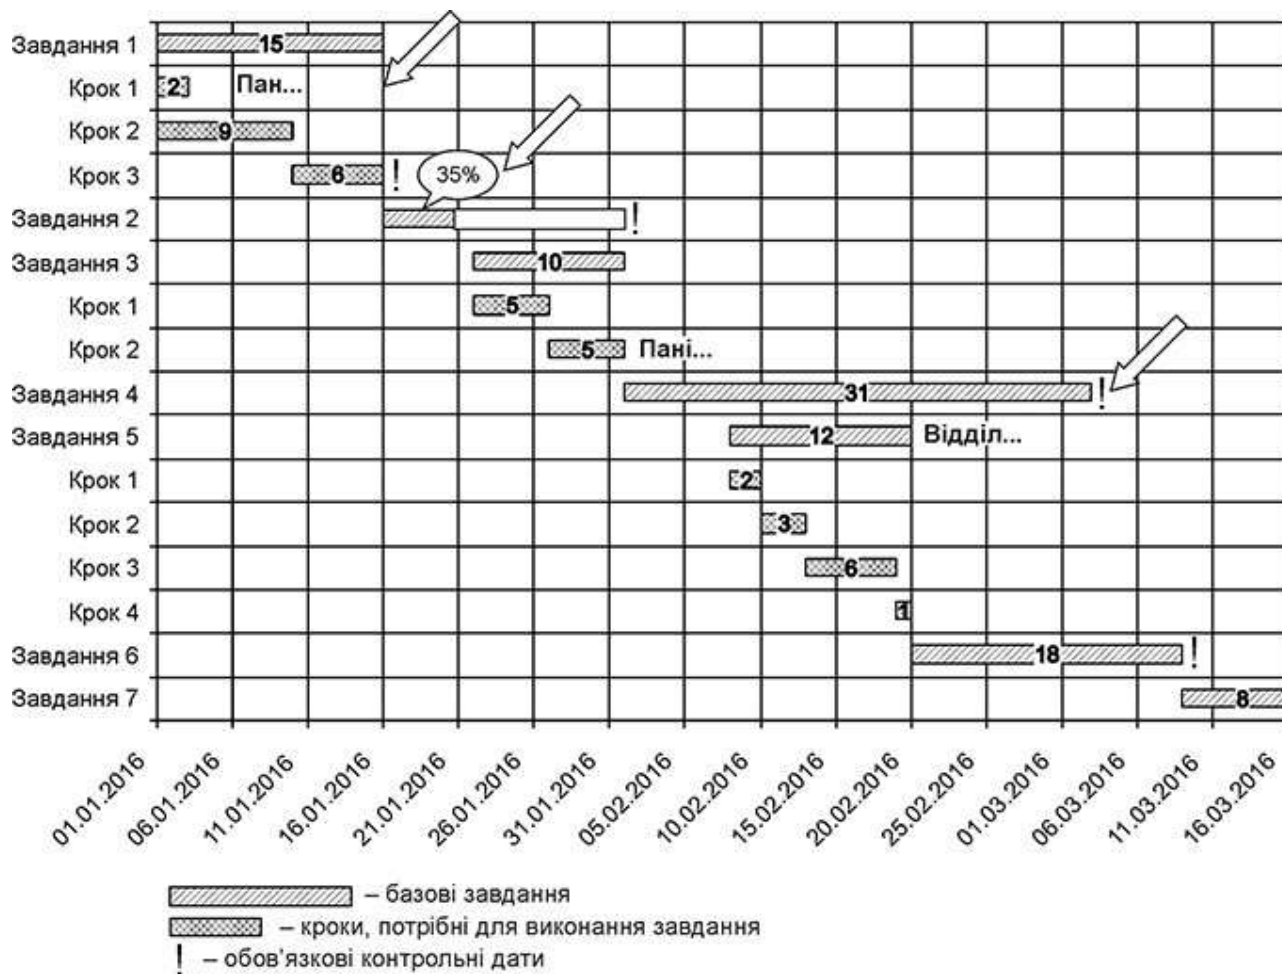 Завдання 1 15
Крок 1 2 Пан...
Крок 2 9
Крок 3 6 ! 35%
Завдання 2 !
Завдання 3 10
Крок 1 5
Крок 2 5 Пані...
Завдання 4 31 !
Завдання 5 12 Відділ...
Крок 1 2
Крок 2 3
Крок 3 6
Крок 4 1
Завдання 6 18 !
Завдання 7 8
01.01.2016 06.01.2016 11.01.2016 16.01.2016 21.01.2016 26.01.2016 31.01.2016 05.02.2016 10.02.2016 15.02.2016 20.02.2016 25.02.2016 01.03.2016 06.03.2016 11.03.2016 16.03.2016
– базові завдання
– кроки, потрібні для виконання завдання
! – обов’язкові контрольні дати